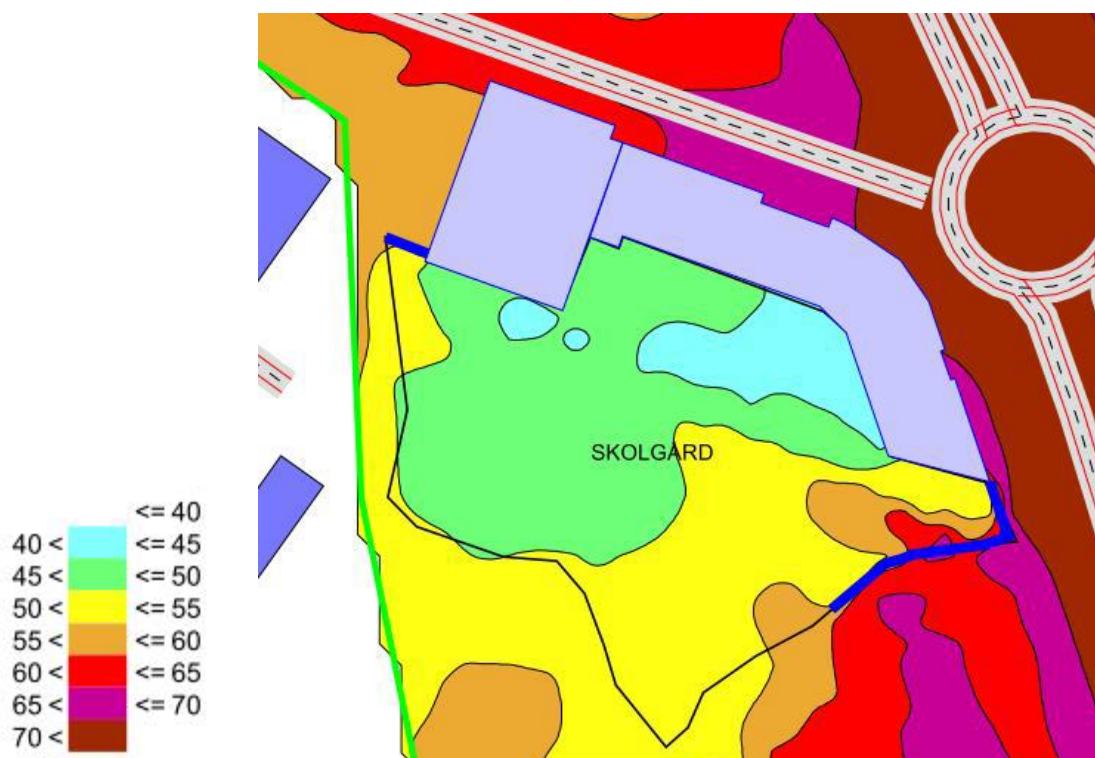 SKOLGÅRD
<= 40
40 < <= 45
45 < <= 50
50 < <= 55
55 < <= 60
60 < <= 65
65 < <= 70
70 <